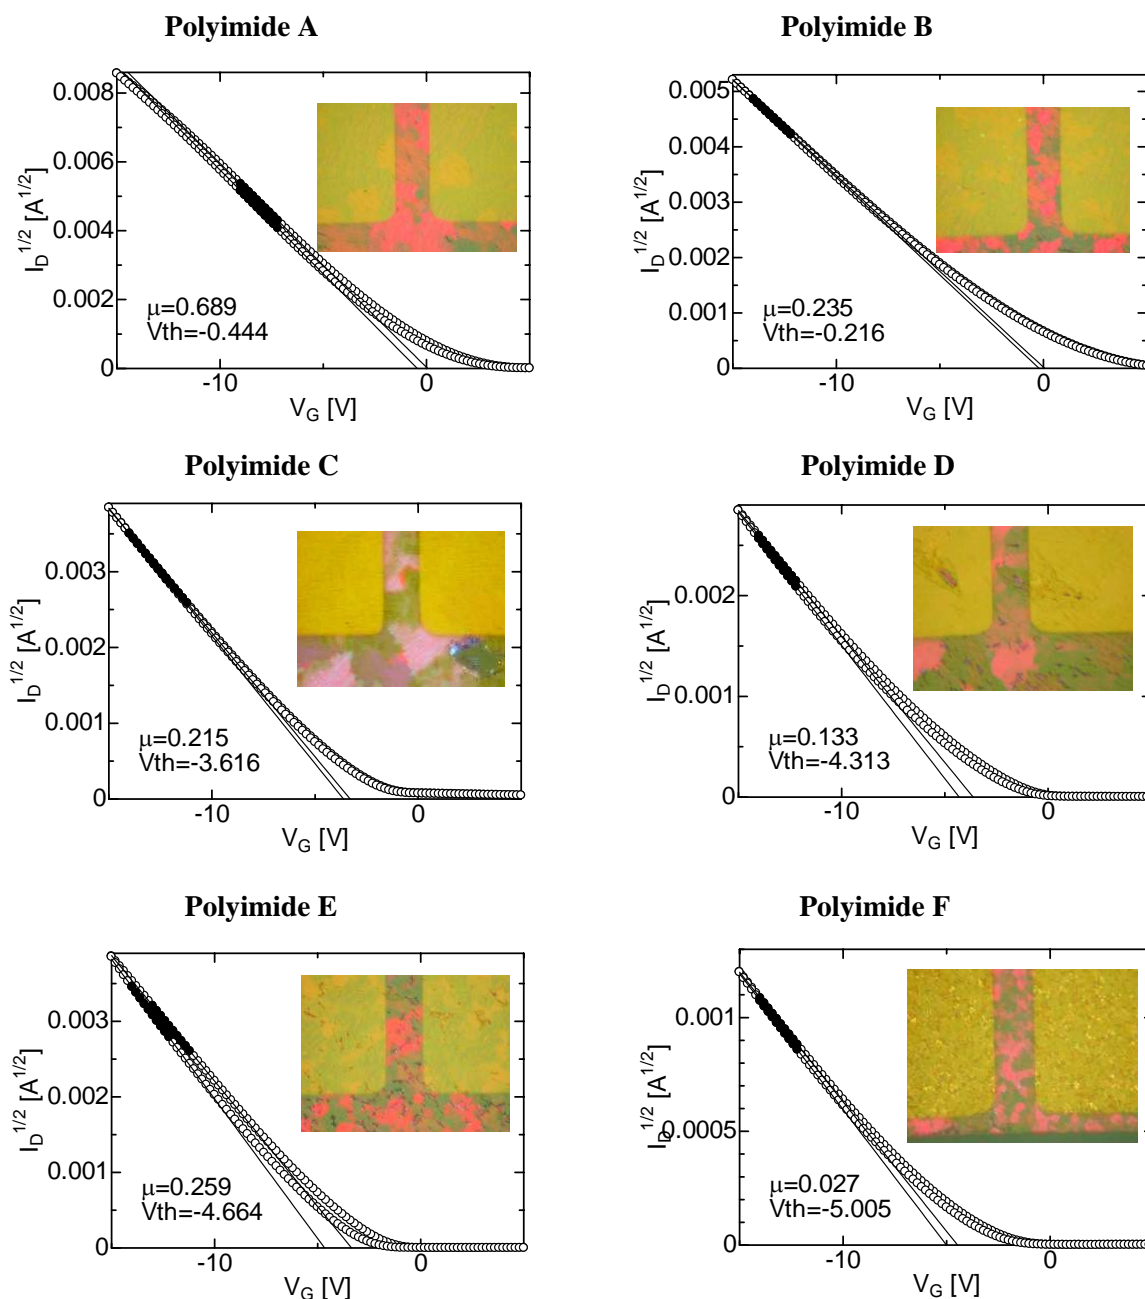 Polyimide A
Polyimide B
0.008
0.006
0.004
0.002
0
I_D^{1/2} [A^{1/2}]
μ=0.689
Vth=-0.444
-10
0
V_G [V]
0.005
0.004
0.003
0.002
0.001
0
I_D^{1/2} [A^{1/2}]
μ=0.235
Vth=-0.216
-10
0
V_G [V]
Polyimide C
Polyimide D
0.003
0.002
0.001
0
I_D^{1/2} [A^{1/2}]
μ=0.215
Vth=-3.616
-10
0
V_G [V]
0.002
0.001
0
I_D^{1/2} [A^{1/2}]
μ=0.133
Vth=-4.313
-10
0
V_G [V]
Polyimide E
Polyimide F
0.003
0.002
0.001
0
I_D^{1/2} [A^{1/2}]
μ=0.259
Vth=-4.664
-10
0
V_G [V]
0.001
0.0005
0
I_D^{1/2} [A^{1/2}]
μ=0.027
Vth=-5.005
-10
0
V_G [V]